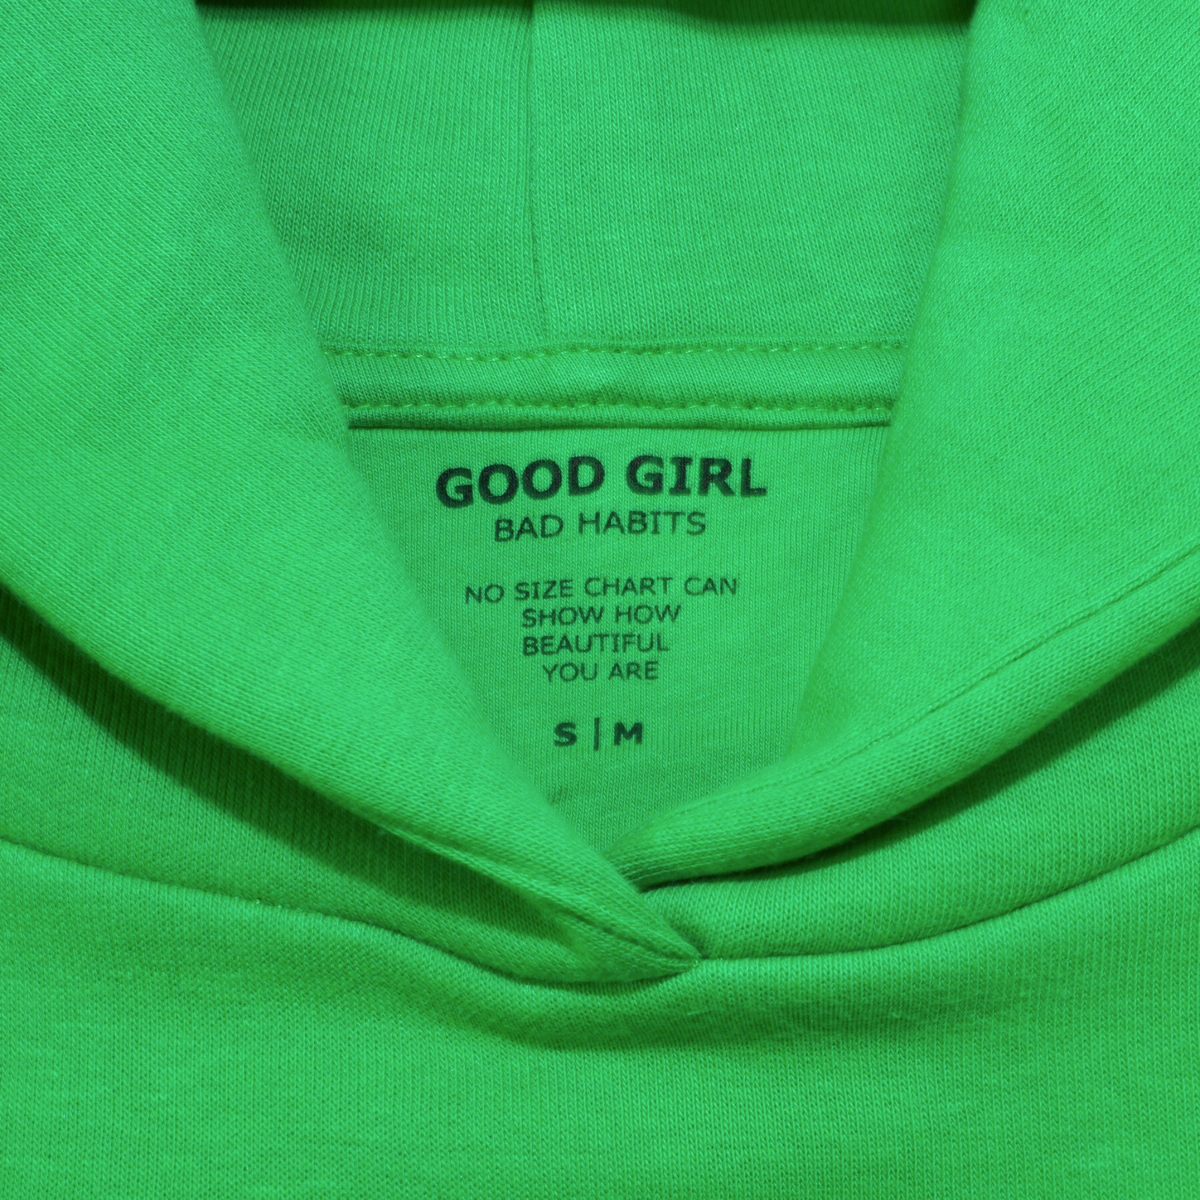 GOOD GIRL
BAD HABITS
NO SIZE CHART CAN
SHOW HOW
BEAUTIFUL
YOU ARE
S | M